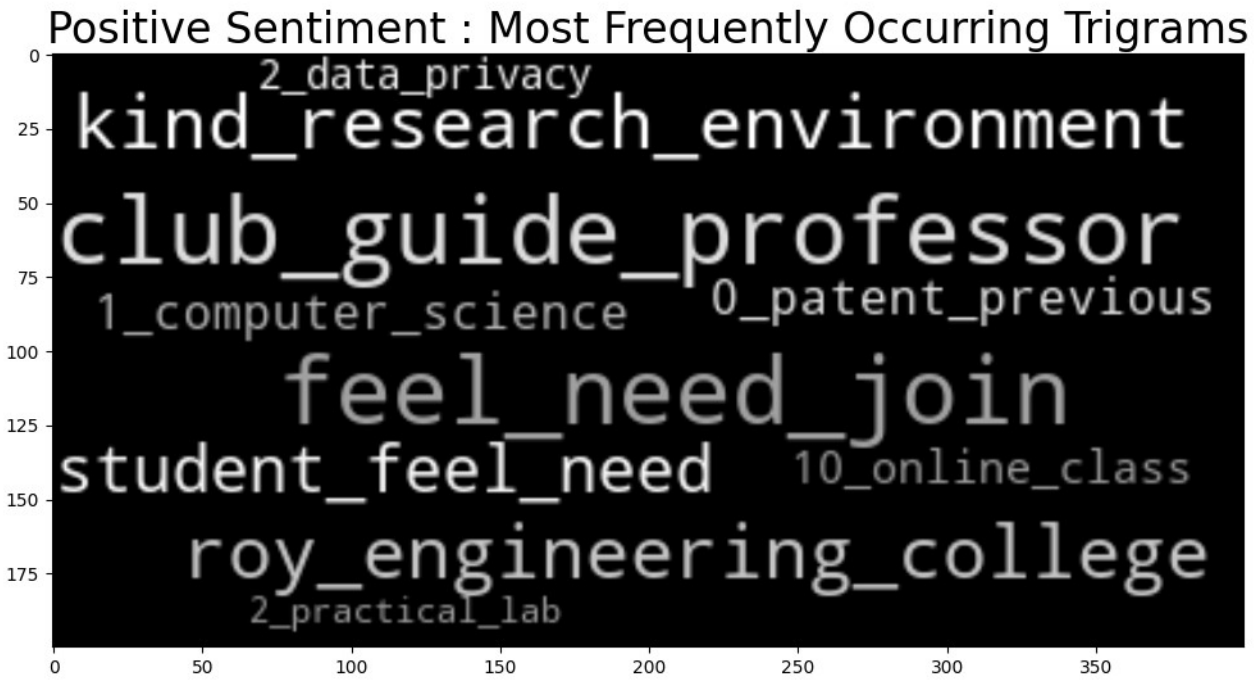 Positive Sentiment : Most Frequently Occurring Trigrams
0
2_data_privacy
kind_research_environment
25
50
club_guide_professor
75
0_patent_previous
1_computer_science
100
feel_need_join
125
student_feel_need
10_online_class
150
roy_engineering_college
175
2_practical_lab
0 50 100 150 200 250 300 350